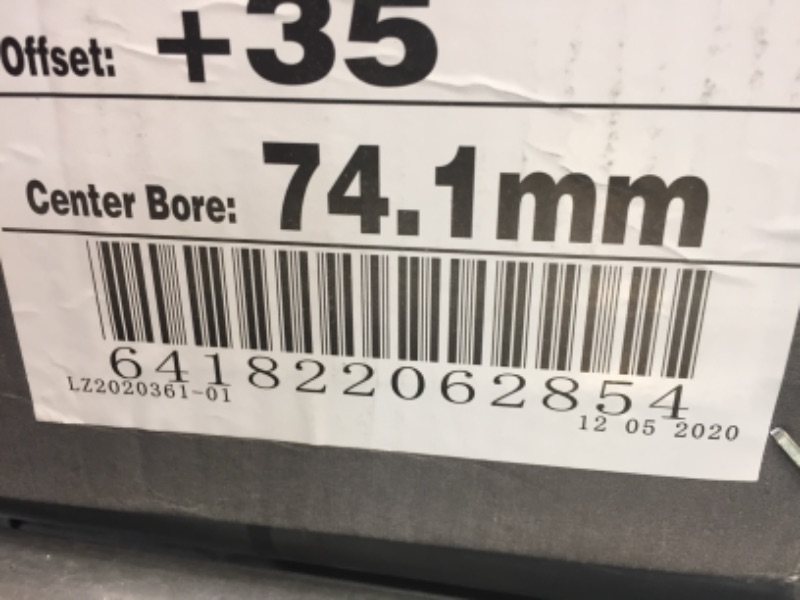 Offset: +35
Center Bore: 74.1mm
641822062854
LZ2020361-01
12 05 2020